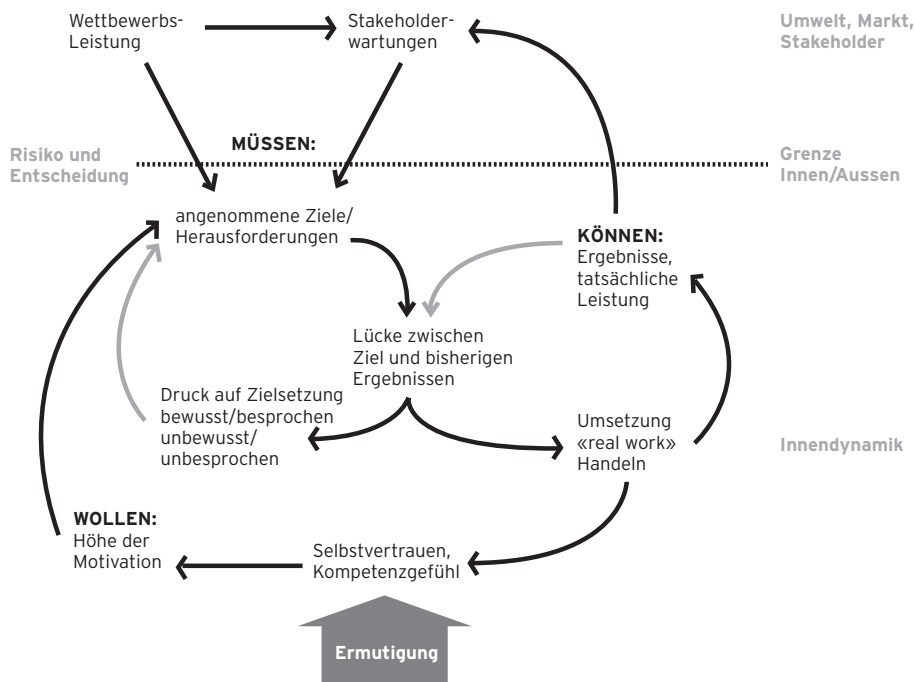 Wettbewerbs-
Leistung
Stakeholder-
wartungen
Umwelt, Markt,
Stakeholder
MÜSSEN:
Risiko und
Entscheidung
Grenze
Innen/Aussen
angenommene Ziele/
Herausforderungen
KÖNNEN:
Ergebnisse,
tatsächliche
Leistung
Lücke zwischen
Ziel und bisherigen
Ergebnissen
Druck auf Zielsetzung
bewusst/besprochen
unbewusst/
unbesprochen
Umsetzung
«real work»
Handeln
Innendynamik
WOLLEN:
Höhe der
Motivation
Selbstvertrauen,
Kompetenzgefühl
Ermutigung